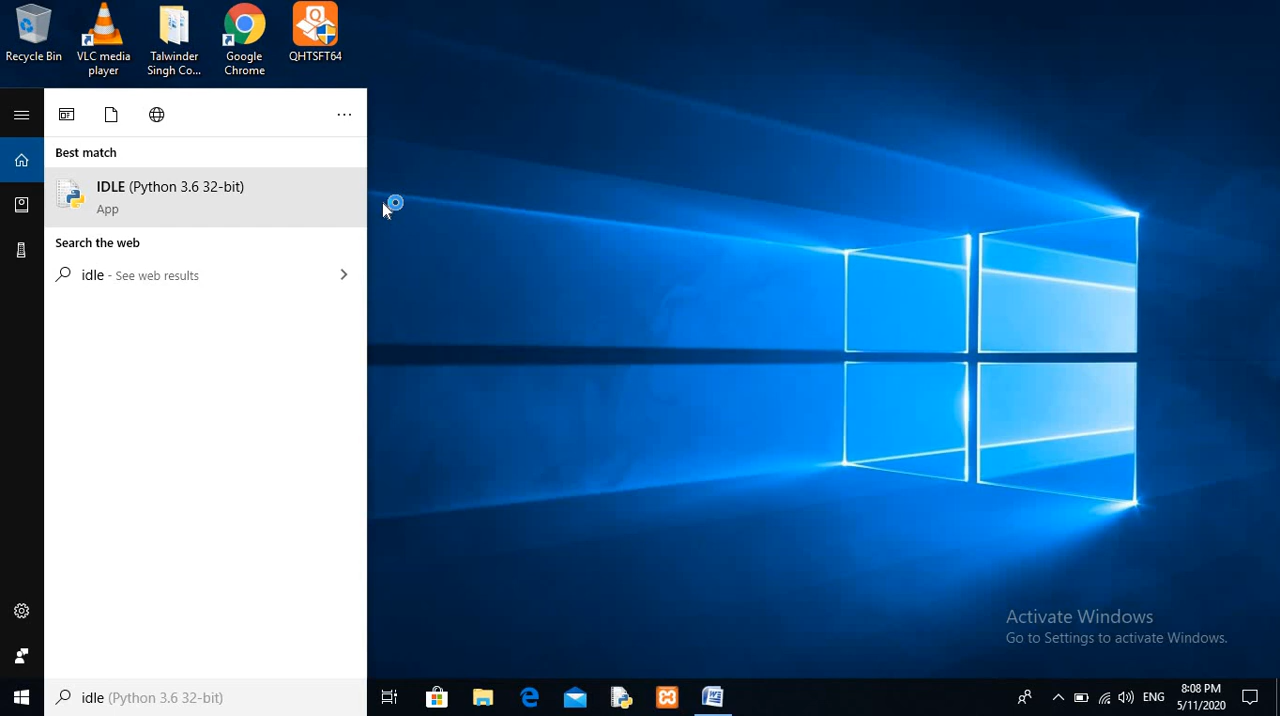 Recycle Bin
VLC media
player
Talwinder
Singh Co...
Google
Chrome
QHTSFT64
Best match
IDLE (Python 3.6 32-bit)
App
Search the web
idle - See web results
Activate Windows
Go to Settings to activate Windows.
idle (Python 3.6 32-bit)
ENG
8:08 PM
5/11/2020